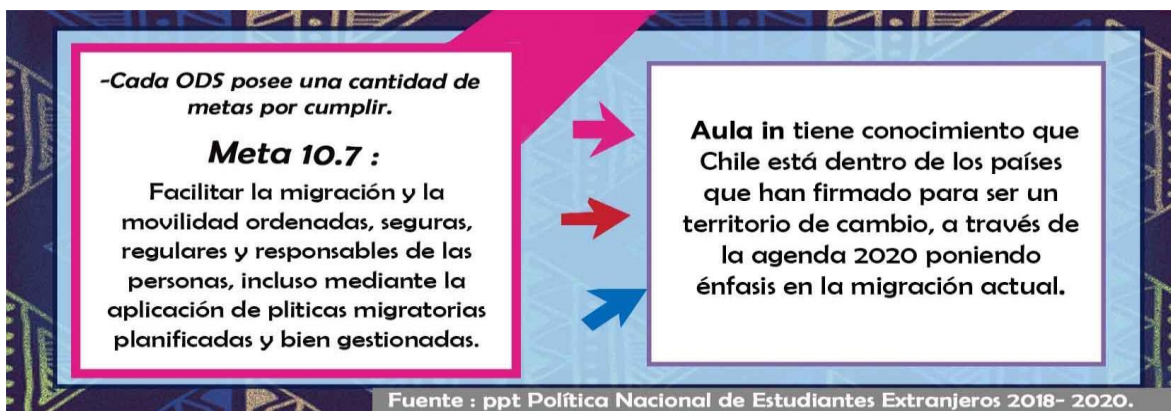 -Cada ODS posee una cantidad de
metas por cumplir.
Meta 10.7 :
Facilitar la migración y la
movilidad ordenadas, seguras,
regulares y responsables de las
personas, incluso mediante la
aplicación de pliticas migratorias
planificadas y bien gestionadas.
Aula in tiene conocimiento que
Chile está dentro de los países
que han firmado para ser un
territorio de cambio, a través de
la agenda 2020 poniendo
énfasis en la migración actual.
Fuente : ppt Política Nacional de Estudiantes Extranjeros 2018- 2020.